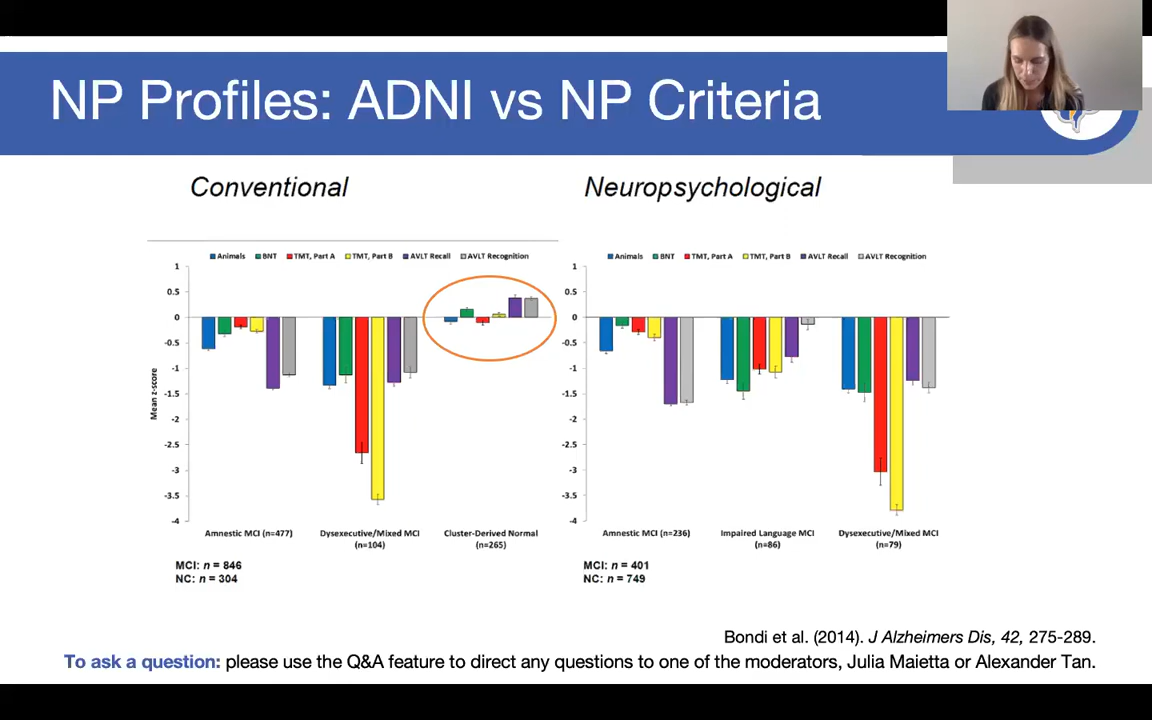 NP Profiles: ADNI vs NP Criteria
Conventional
Animals BNT TMT, Part A TMT, Part B AVLT Recall AVLT Recognition
1
0.5
0
-0.5
-1
-1.5
-2
-2.5
-3
-3.5
-4
Mean z-score
Amnestic MCI (n=477) Dysexecutive/Mixed MCI Cluster-Derived Normal
(n=104) (n=265)
MCI: n = 846
NC: n = 304
Neuropsychological
Animals BNT TMT, Part A TMT, Part B AVLT Recall AVLT Recognition
1
0.5
0
-0.5
-1
-1.5
-2
-2.5
-3
-3.5
-4
Amnestic MCI (n=236) Impaired Language MCI Dysexecutive/Mixed MCI
(n=86) (n=79)
MCI: n = 401
NC: n = 749
Bondi et al. (2014). J Alzheimers Dis, 42, 275-289.
To ask a question: please use the Q&A feature to direct any questions to one of the moderators, Julia Maietta or Alexander Tan.